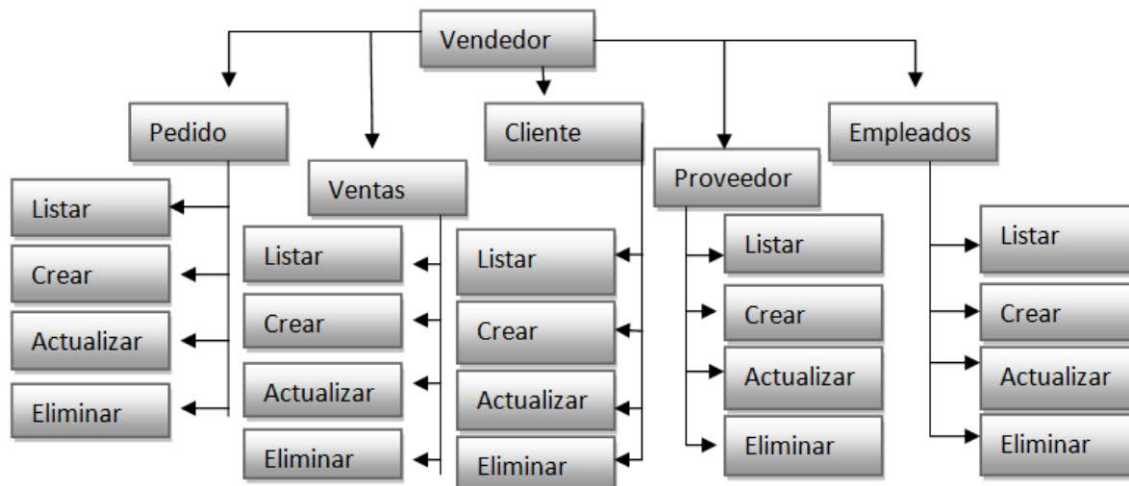 Vendedor
Pedido
Cliente
Empleados
Ventas
Proveedor
Listar
Crear
Actualizar
Eliminar
Listar
Crear
Actualizar
Eliminar
Listar
Crear
Actualizar
Eliminar
Listar
Crear
Actualizar
Eliminar
Listar
Crear
Actualizar
Eliminar